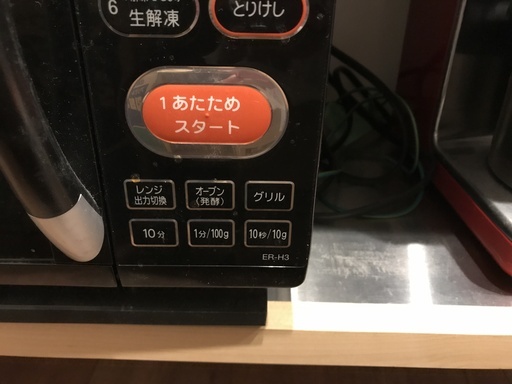 6
生解凍
とりけし
1 あたため
スタート
レンジ
出力切換
オーブン
(発酵)
グリル
10分
1分/100g
10秒/10g
ER-H3